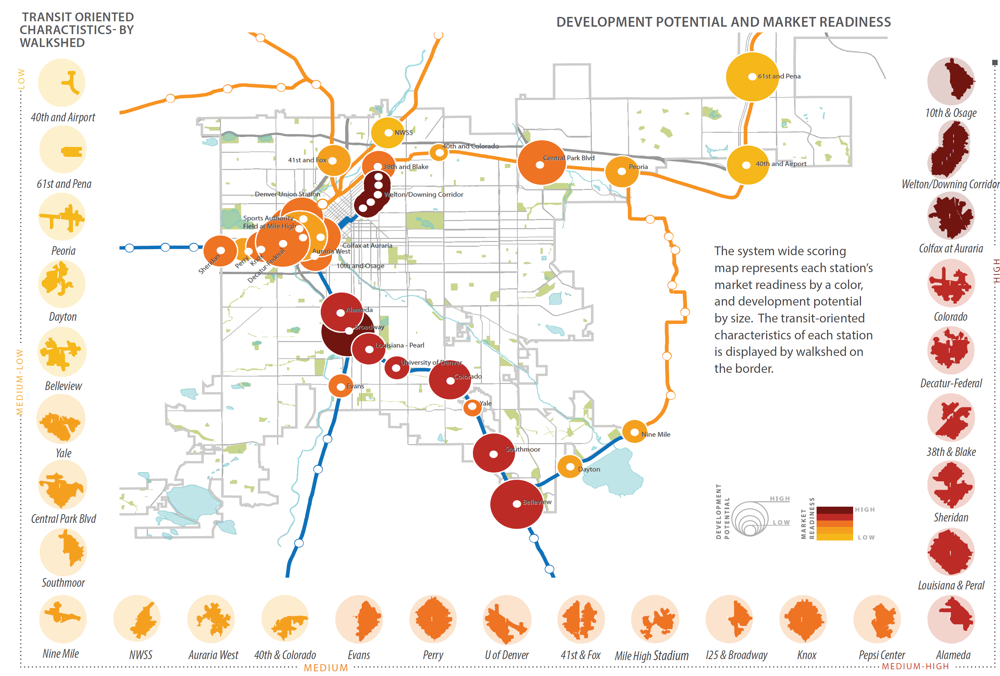 TRANSIT ORIENTED
CHARACTISTICS- BY
WALKSHED
DEVELOPMENT POTENTIAL AND MARKET READINESS
LOW
40th and Airport
61st and Pena
Peoria
Dayton
MEDIUM-LOW
Belleview
Yale
Central Park Blvd
Southmoor
Nine Mile
NWSS
Auraria West
40th & Colorado
Evans
Perry
U of Denver
41st & Fox
Mile High Stadium
I25 & Broadway
Knox
Pepsi Center
Alameda
MEDIUM
MEDIUM-HIGH
10th & Osage
Welton/Downing Corridor
Colfax at Auraria
HIGH
Colorado
Decatur-Federal
38th & Blake
Sheridan
Louisiana & Peral
61st and Pena
NWSS
40th and Colorado
41st and Fox
38th and Blake
Central Park Blvd
Peoria
40th and Airport
Denver Union Station
Welton/Downing Corridor
Sports Authority
Field at Mile High
Colfax at Auraria
Auraria West
Sheridan
Perry
Knox
Decatur-Federal
10th and Osage
Alameda
Broadway
Louisiana - Pearl
University of Denver
Colorado
Evans
Yale
Nine Mile
Southmoor
Dayton
Belleview
The system wide scoring
map represents each station's
market readiness by a color,
and development potential
by size. The transit-oriented
characteristics of each station
is displayed by walkshed on
the border.
DEVELOPMENT
POTENTIAL
HIGH
LOW
MARKET
READINESS
HIGH
LOW